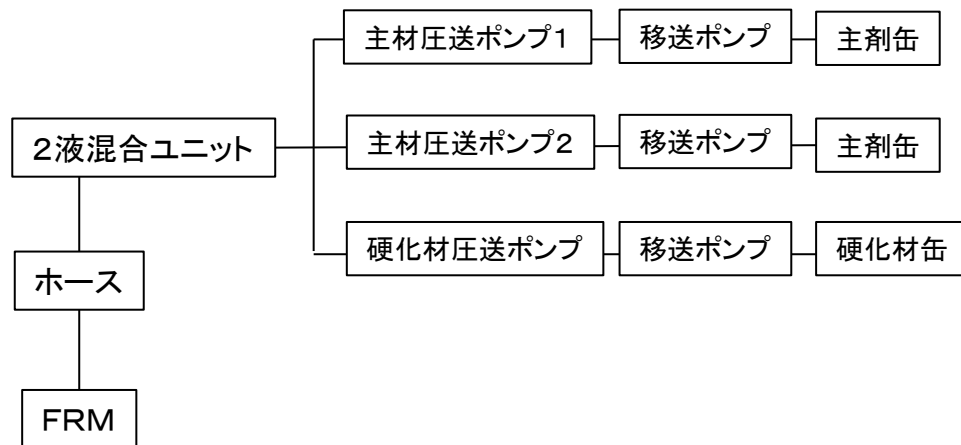 主材圧送ポンプ１
移送ポンプ
主剤缶
２液混合ユニット
主材圧送ポンプ２
移送ポンプ
主剤缶
硬化材圧送ポンプ
移送ポンプ
硬化材缶
ホース
ＦＲＭ